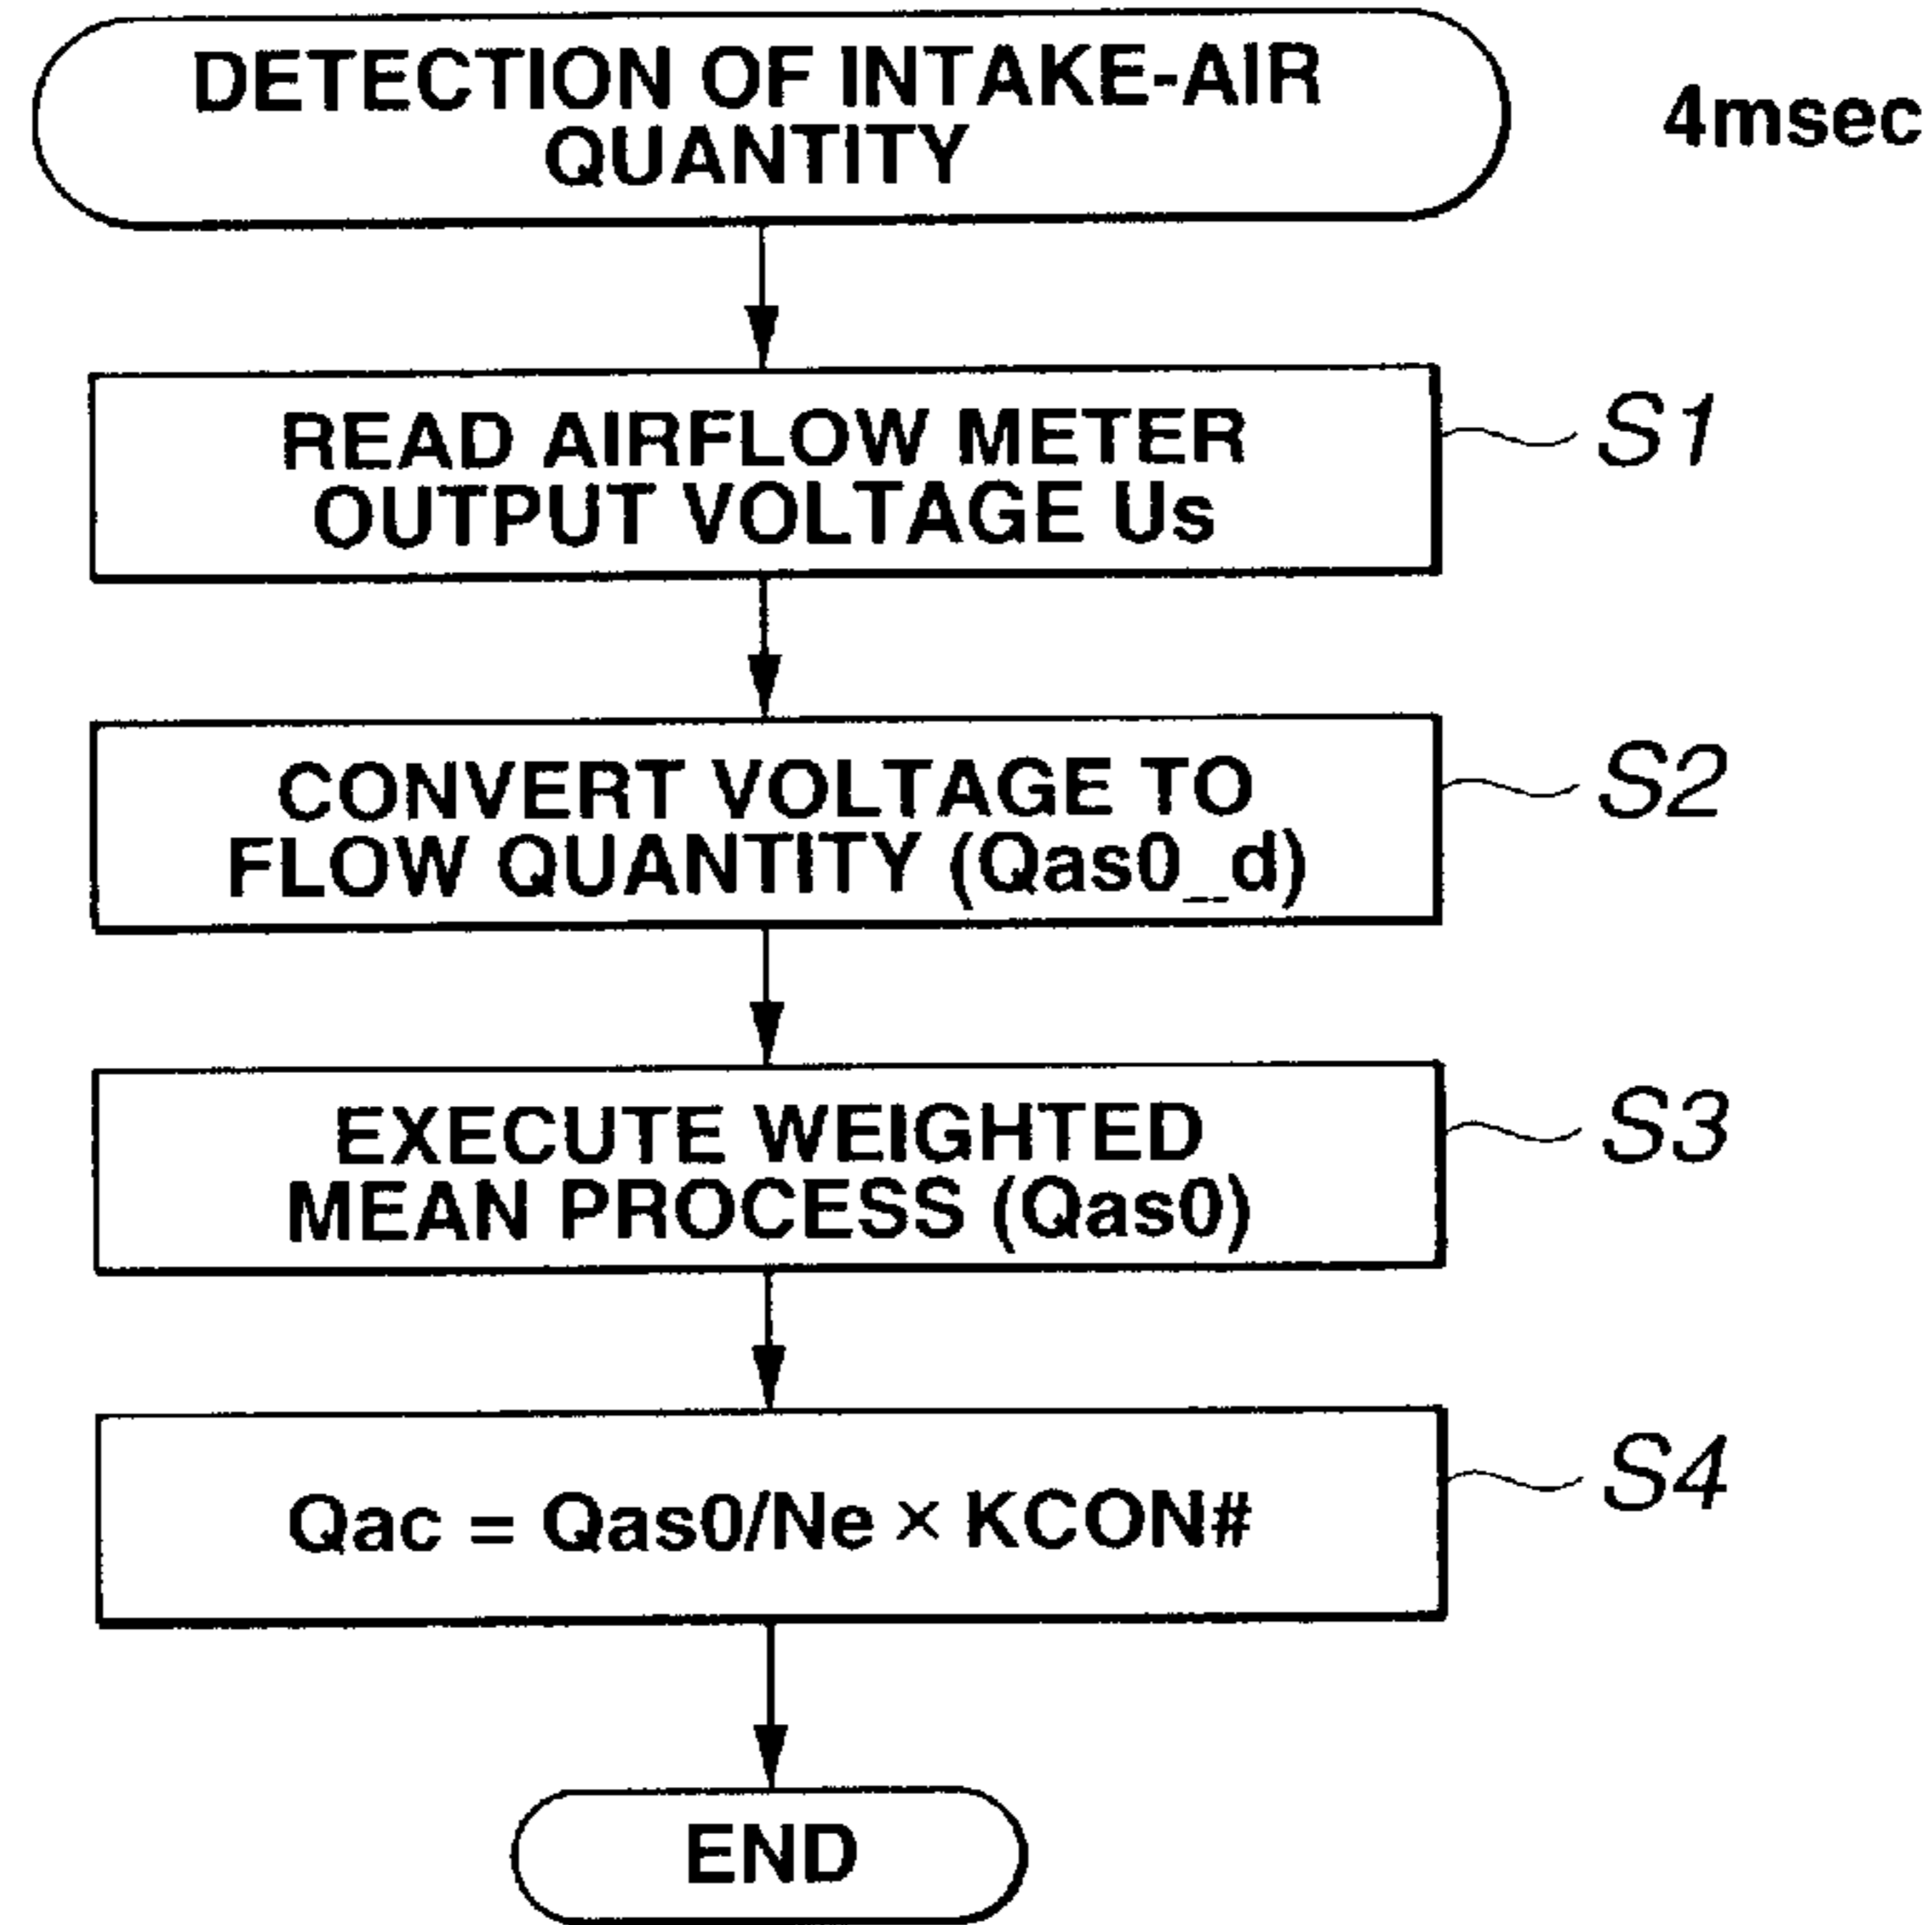 DETECTION OF INTAKE-AIR
QUANTITY
4msec
READ AIRFLOW METER
OUTPUT VOLTAGE Us
S1
CONVERT VOLTAGE TO
FLOW QUANTITY (Qas0_d)
S2
EXECUTE WEIGHTED
MEAN PROCESS (Qas0)
S3
Qac = Qas0/Ne × KCON#
S4
END